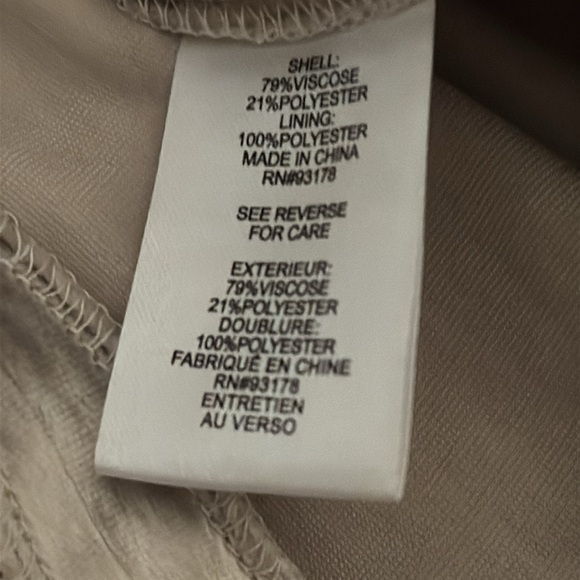 SHELL:
79%VISCOSE
21%POLYESTER
LINING:
100%POLYESTER
MADE IN CHINA
RN#93178
SEE REVERSE
FOR CARE
EXTERIEUR:
79%VISCOSE
21%POLYESTER
DOUBLURE:
100%POLYESTER
FABRIQUÉ EN CHINE
RN#93178
ENTRETIEN
AU VERSO